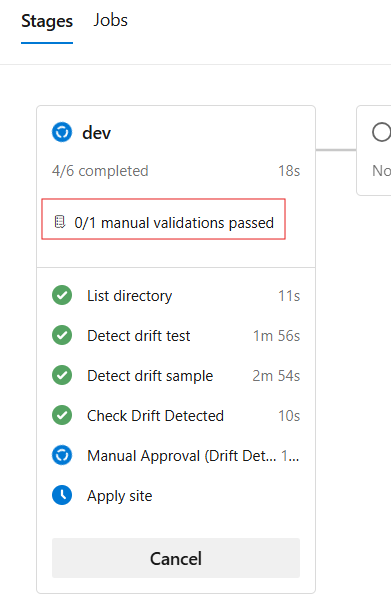 Stages Jobs
dev
4/6 completed 18s
No
0/1 manual validations passed
List directory 11s
Detect drift test 1m 56s
Detect drift sample 2m 54s
Check Drift Detected 10s
Manual Approval (Drift Det... 1...
Apply site
Cancel